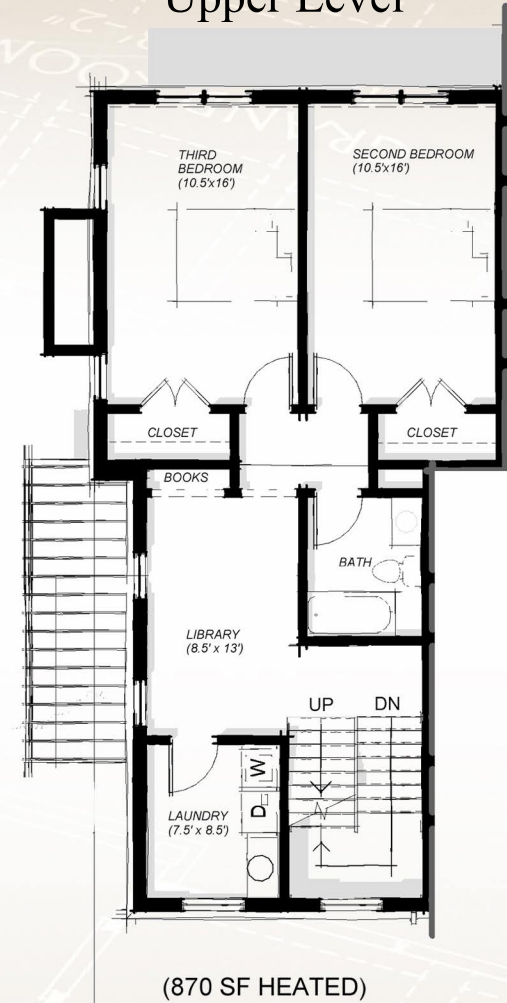 Upper Level
THIRD
BEDROOM
(10.5'x16')
SECOND BEDROOM
(10.5'x16')
CLOSET
CLOSET
BOOKS
BATH
LIBRARY
(8.5' x 13')
UP
DN
W
D
LAUNDRY
(7.5' x 8.5')
(870 SF HEATED)